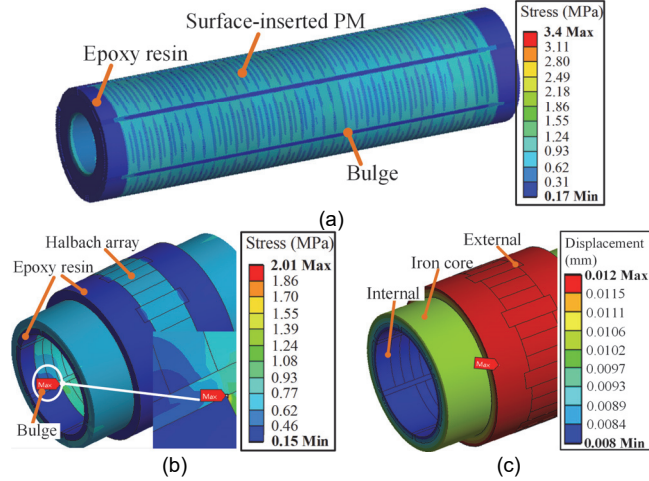 Surface-inserted PM
Epoxy resin
Bulge
Stress (MPa)
3.4 Max
3.11
2.80
2.49
2.18
1.86
1.55
1.24
0.93
0.62
0.31
0.17 Min
(a)
Halbach array
Epoxy resin
Max
Bulge
Max
Stress (MPa)
2.01 Max
1.86
1.70
1.55
1.39
1.24
1.08
0.93
0.77
0.62
0.46
0.15 Min
(b)
External
Iron core
Internal
Max
Displacement
(mm)
0.012 Max
0.0115
0.0111
0.0106
0.0102
0.0097
0.0093
0.0089
0.0084
0.008 Min
(c)